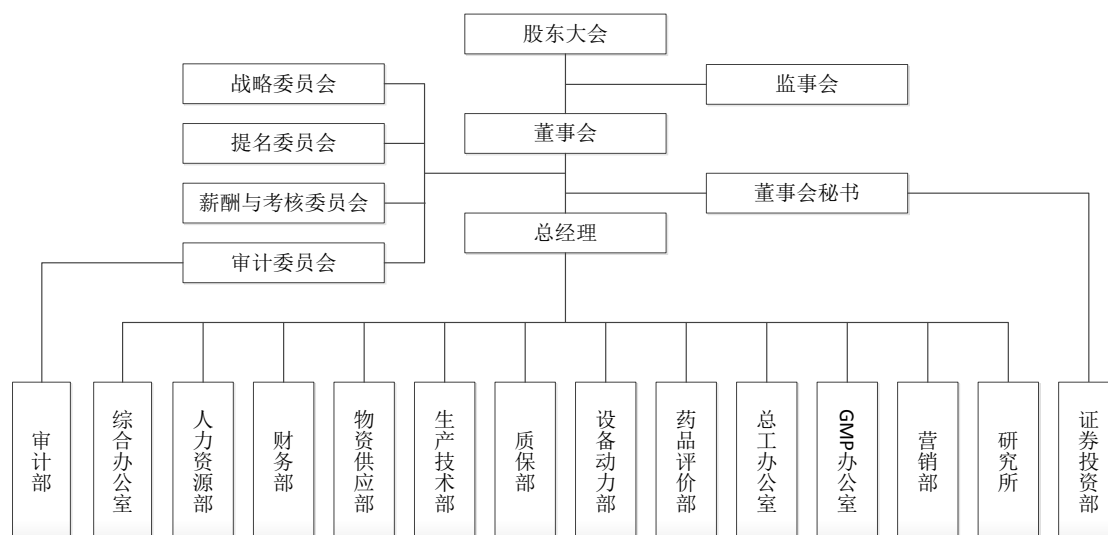 股东大会
战略委员会
监事会
提名委员会
董事会
薪酬与考核委员会
董事会秘书
总经理
审计委员会
审计部
综合办公室
人力资源部
财务部
物资供应部
生产技术部
质保部
设备动力部
药品评价部
总工办公室
GMP办公室
营销部
研究所
证券投资部